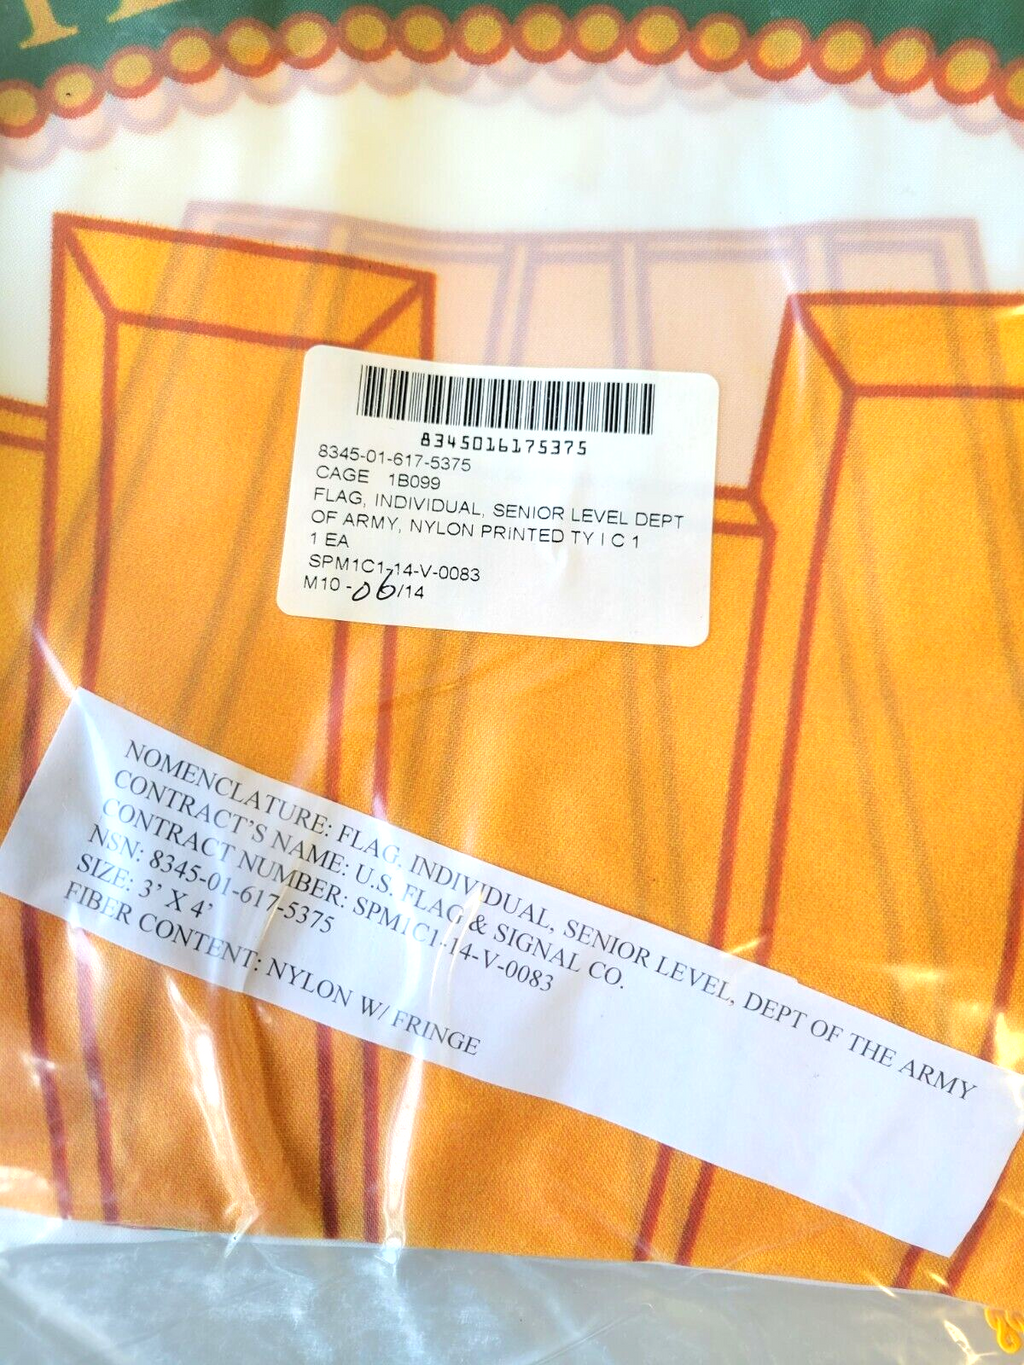 8345016175375
8345-01-617-5375
CAGE 1B099
FLAG, INDIVIDUAL, SENIOR LEVEL DEPT
OF ARMY, NYLON PRINTED TY I C 1
1 EA
SPM1C1-14-V-0083
M10 -06/14
NOMENCLATURE: FLAG. INDIVIDUAL, SENIOR LEVEL, DEPT OF THE ARMY
CONTRACT'S NAME: U.S. FLAG & SIGNAL CO.
CONTRACT NUMBER: SPM1C1-14-V-0083
NSN: 8345-01-617-5375
SIZE: 3' X 4'
FIBER CONTENT: NYLON W/ FRINGE